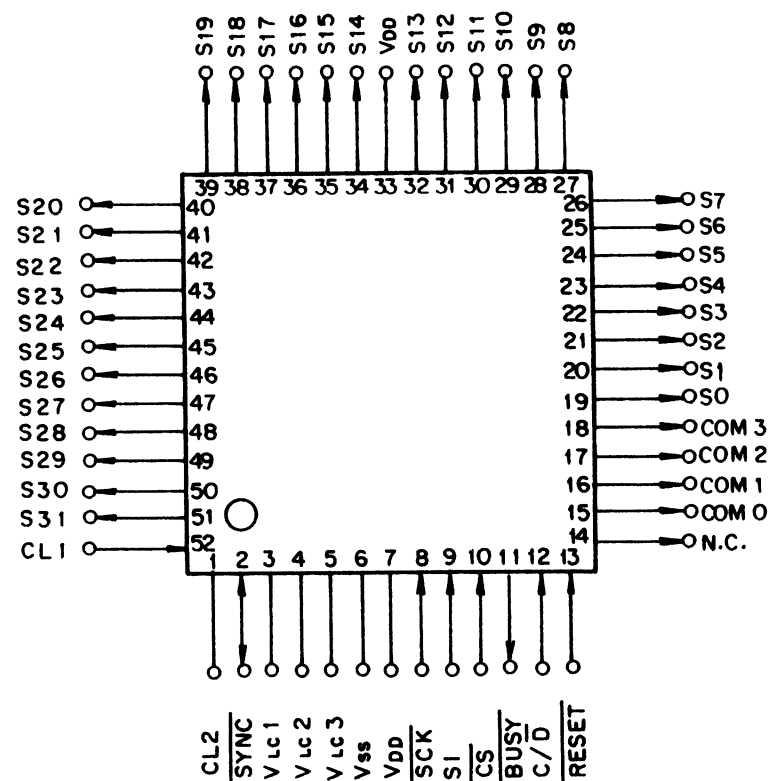 S19 S18 S17 S16 S15 S14 VDD S13 S12 S11 S10 S9 S8
39 38 37 36 35 34 33 32 31 30 29 28 27
S20 40
S21 41
S22 42
S23 43
S24 44
S25 45
S26 46
S27 47
S28 48
S29 49
S30 50
S31 51
CL1 52
26 S7
25 S6
24 S5
23 S4
22 S3
21 S2
20 S1
19 S0
18 COM 3
17 COM 2
16 COM 1
15 COM 0
14 N.C.
1 2 3 4 5 6 7 8 9 10 11 12 13
CL2 S̅Y̅N̅C̅ VLC1 VLC2 VLC3 VSS VDD S̅C̅K̅ SI C̅S̅ B̅U̅S̅Y̅ C/D̅ R̅E̅S̅E̅T̅